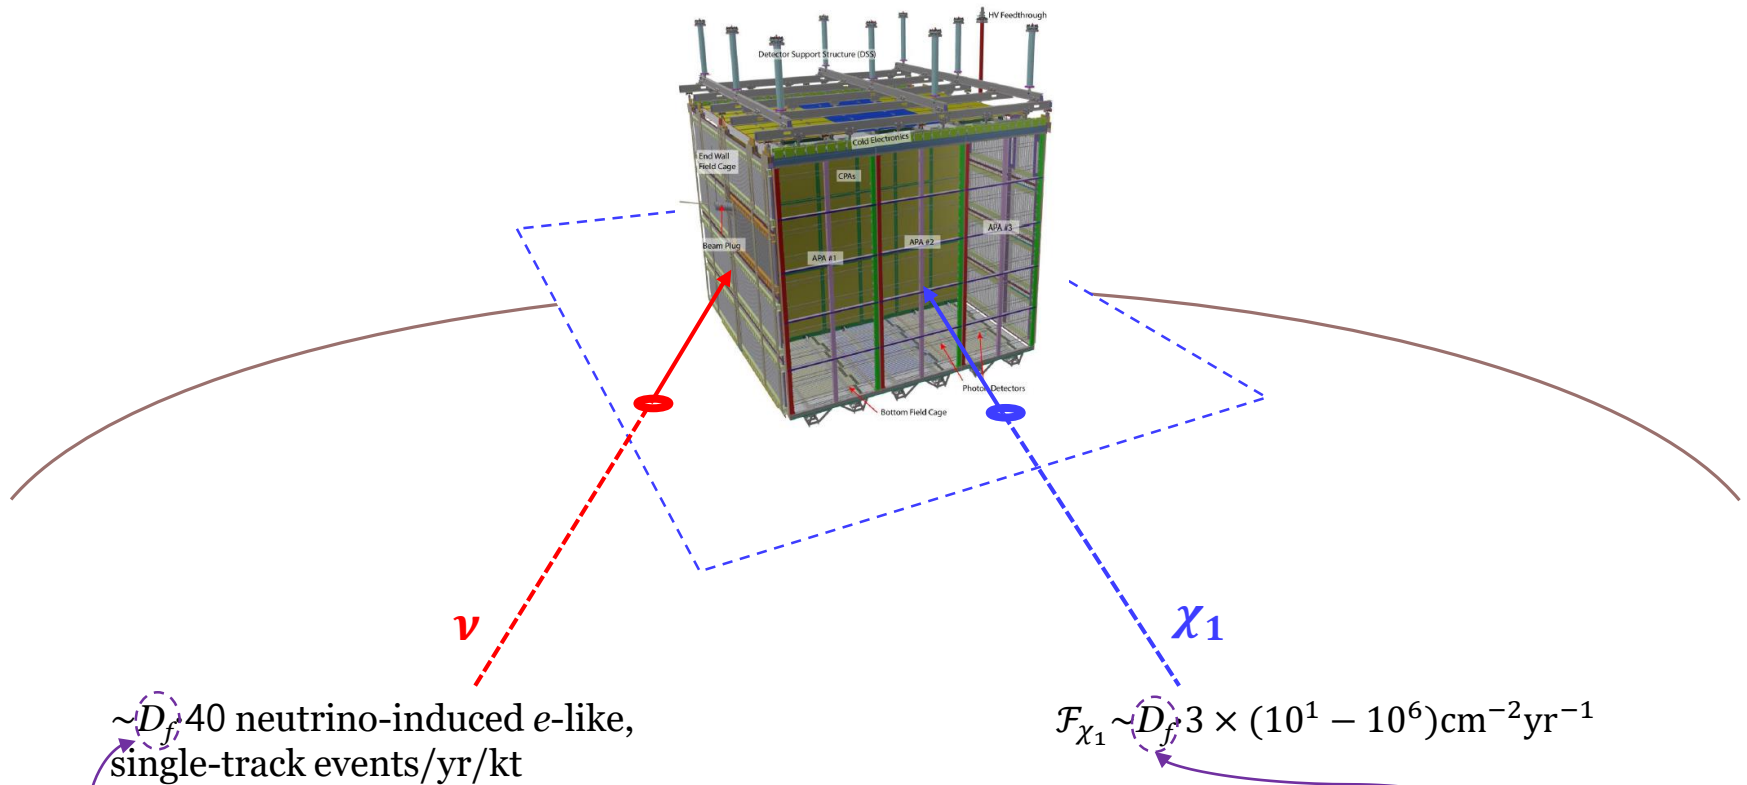 HV Feedthrough
Detector Support Structure (DSS)
Cold Electronics
End Wall
Field Cage
CPAs
Beam Plug
APA #1
APA #2
APA #3
Photon Detectors
Bottom Field Cage
ν
χ₁
~D_f·40 neutrino-induced e-like,
single-track events/yr/kt
ℱ_χ₁~D_f·3 × (10¹ − 10⁶)cm⁻²yr⁻¹